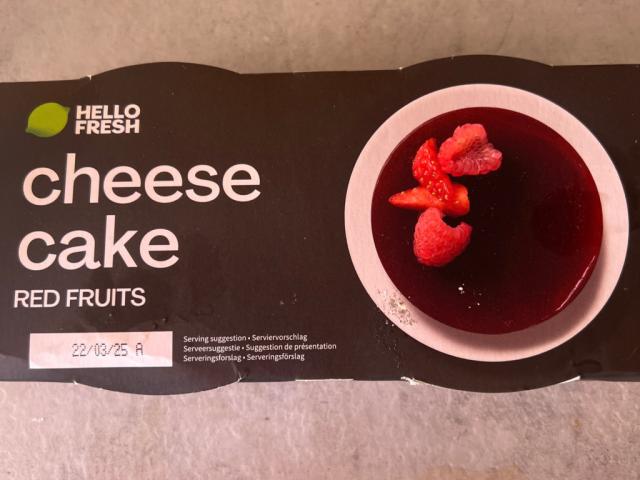 HELLO
FRESH
cheese
cake
RED FRUITS
22/03/25 A
Serving suggestion • Serviervorschlag
Serveersuggestie • Suggestion de présentation
Serveringsforslag • Serveringsförslag